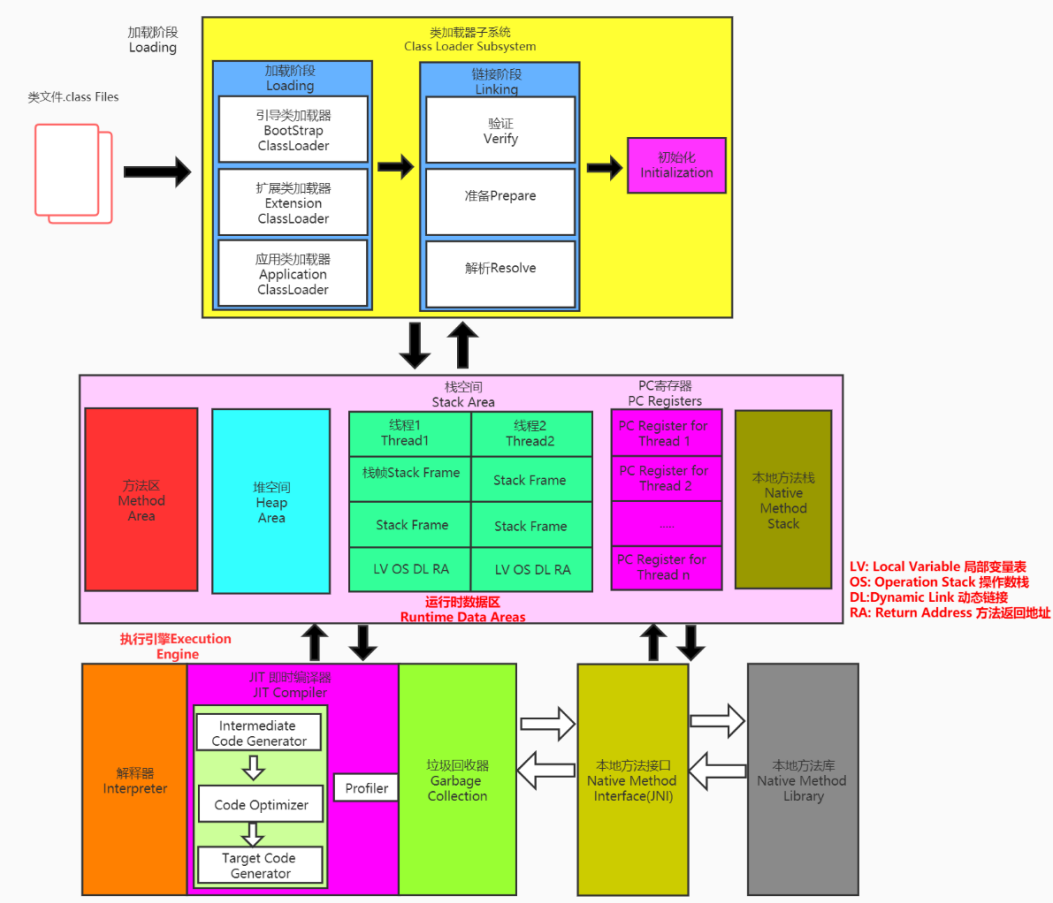 加载阶段
Loading
类文件.class Files
类加载器子系统
Class Loader Subsystem
加载阶段
Loading
引导类加载器
BootStrap
ClassLoader
扩展类加载器
Extension
ClassLoader
应用类加载器
Application
ClassLoader
链接阶段
Linking
验证
Verify
准备Prepare
解析Resolve
初始化
Initialization
方法区
Method
Area
堆空间
Heap
Area
栈空间
Stack Area
线程1
Thread1
线程2
Thread2
栈帧Stack Frame
Stack Frame
Stack Frame
Stack Frame
LV OS DL RA
LV OS DL RA
PC寄存器
PC Registers
PC Register for
Thread 1
PC Register for
Thread 2
.....
PC Register for
Thread n
本地方法栈
Native
Method
Stack
运行时数据区
Runtime Data Areas
LV: Local Variable 局部变量表
OS: Operation Stack 操作数栈
DL:Dynamic Link 动态链接
RA: Return Address 方法返回地址
执行引擎Execution
Engine
解释器
Interpreter
JIT 即时编译器
JIT Compiler
Intermediate
Code Generator
Code Optimizer
Target Code
Generator
Profiler
垃圾回收器
Garbage
Collection
本地方法接口
Native Method
Interface(JNI)
本地方法库
Native Method
Library